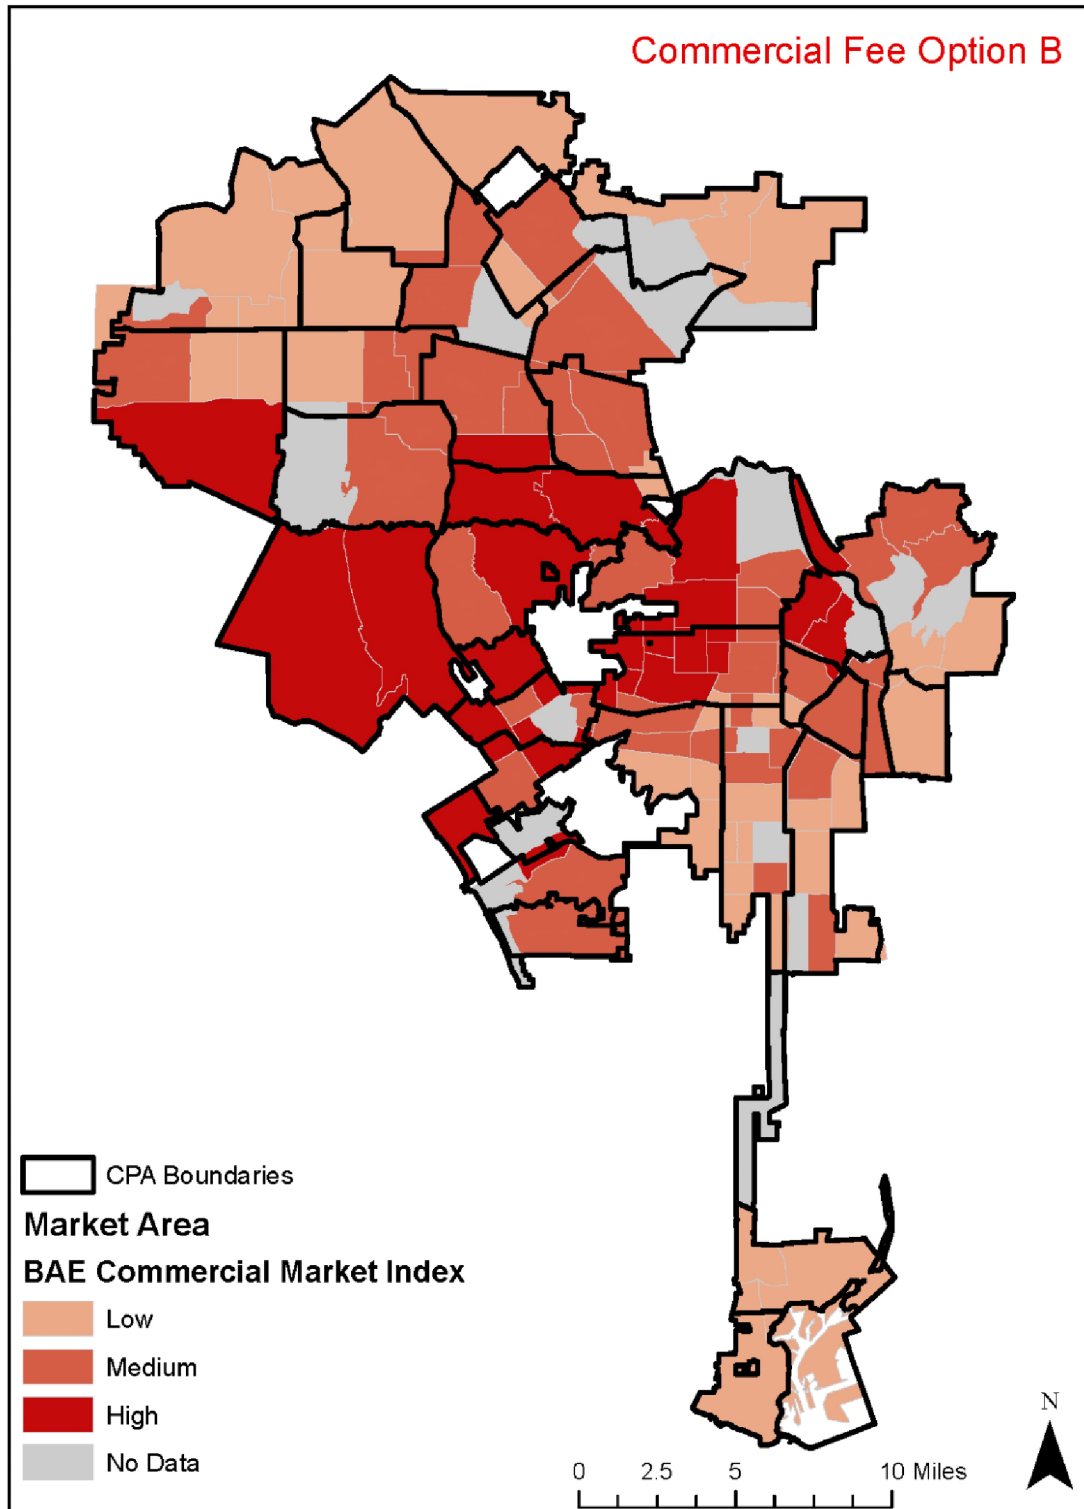 Commercial Fee Option B
CPA Boundaries
Market Area
BAE Commercial Market Index
Low
Medium
High
No Data
N
0 2.5 5 10 Miles